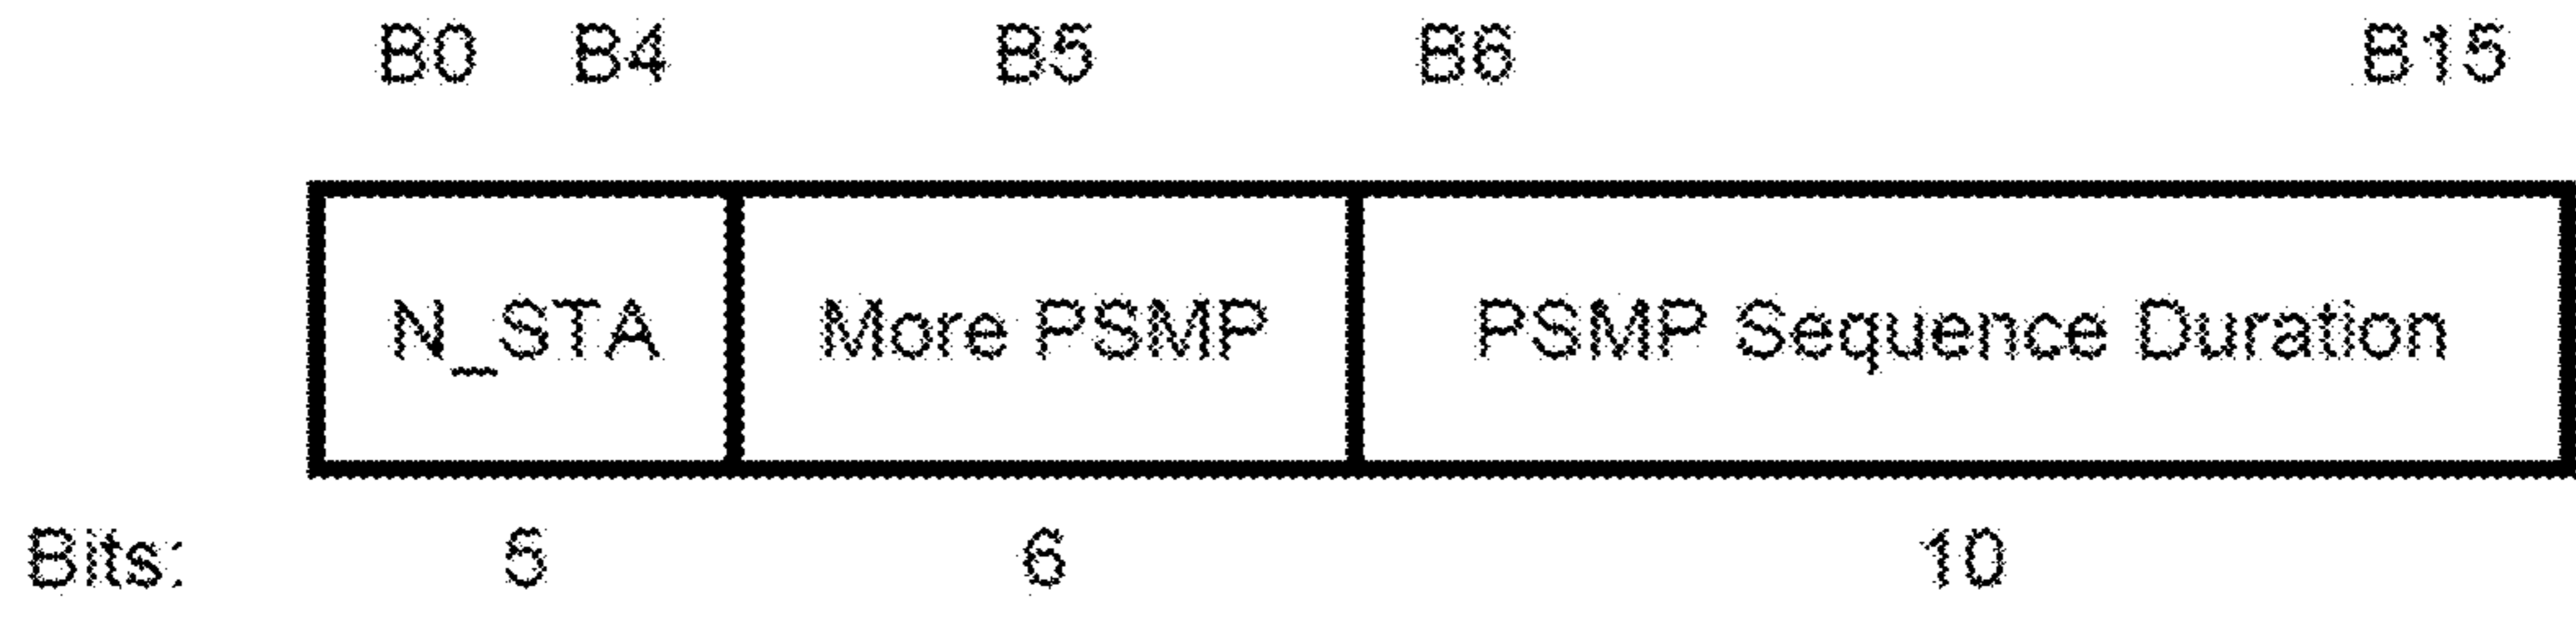 B0 B4 B5 B6 B15
N_STA More PSMP PSMP Sequence Duration
Bits: 5 6 10